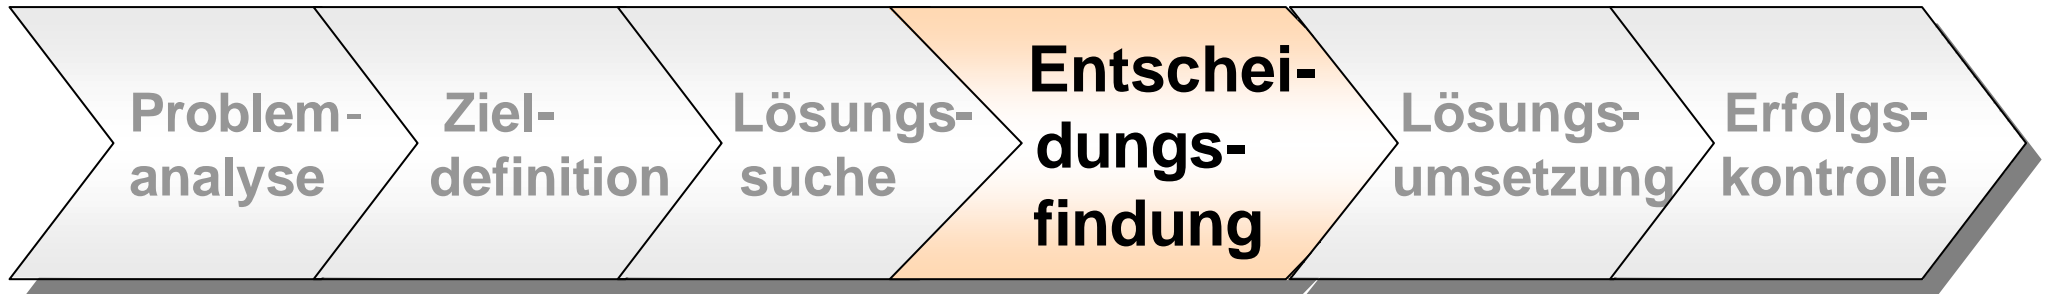 Problem-
analyse
Ziel-
definition
Lösungs-
suche
Entschei-
dungs-
findung
Lösungs-
umsetzung
Erfolgs-
kontrolle